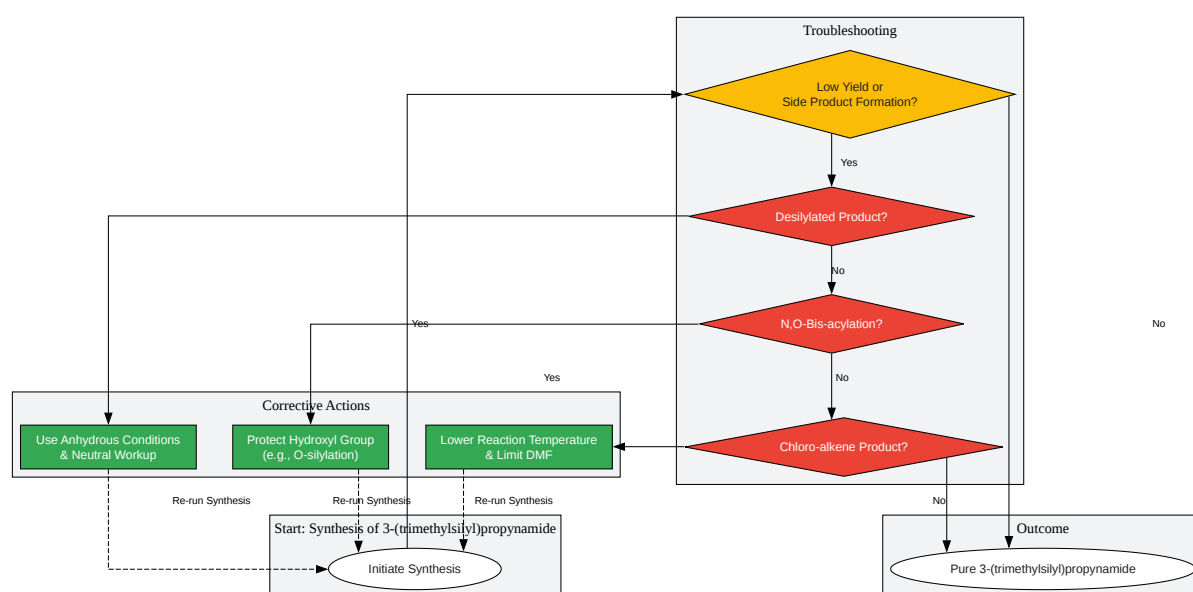 Troubleshooting
Low Yield or
Side Product Formation?
Yes
Desilylated Product?
No
Yes
N,O-Bis-acylation?
No
Yes
No
Corrective Actions
Use Anhydrous Conditions
& Neutral Workup
Protect Hydroxyl Group
(e.g., O-silylation)
Lower Reaction Temperature
& Limit DMF
Chloro-alkene Product?
Re-run Synthesis
Re-run Synthesis
Re-run Synthesis
No
Start: Synthesis of 3-(trimethylsilyl)propynamide
Initiate Synthesis
Outcome
Pure 3-(trimethylsilyl)propynamide